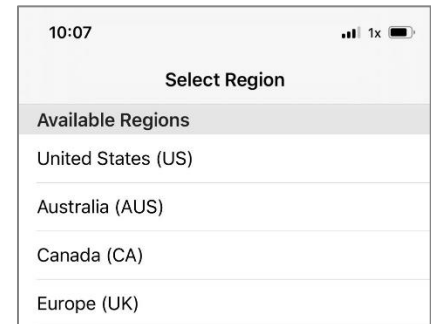 10:07 1x
Select Region
Available Regions
United States (US)
Australia (AUS)
Canada (CA)
Europe (UK)